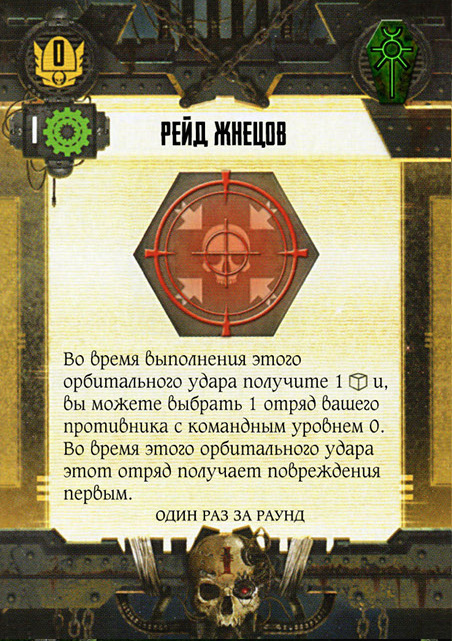 0
I
РЕЙД ЖНЕЦОВ
Во время выполнения этого
орбитального удара получите 1 и,
вы можете выбрать 1 отряд вашего
противника с командным уровнем 0.
Во время этого орбитального удара
этот отряд получает повреждения
первым.
ОДИН РАЗ ЗА РАУНД
I